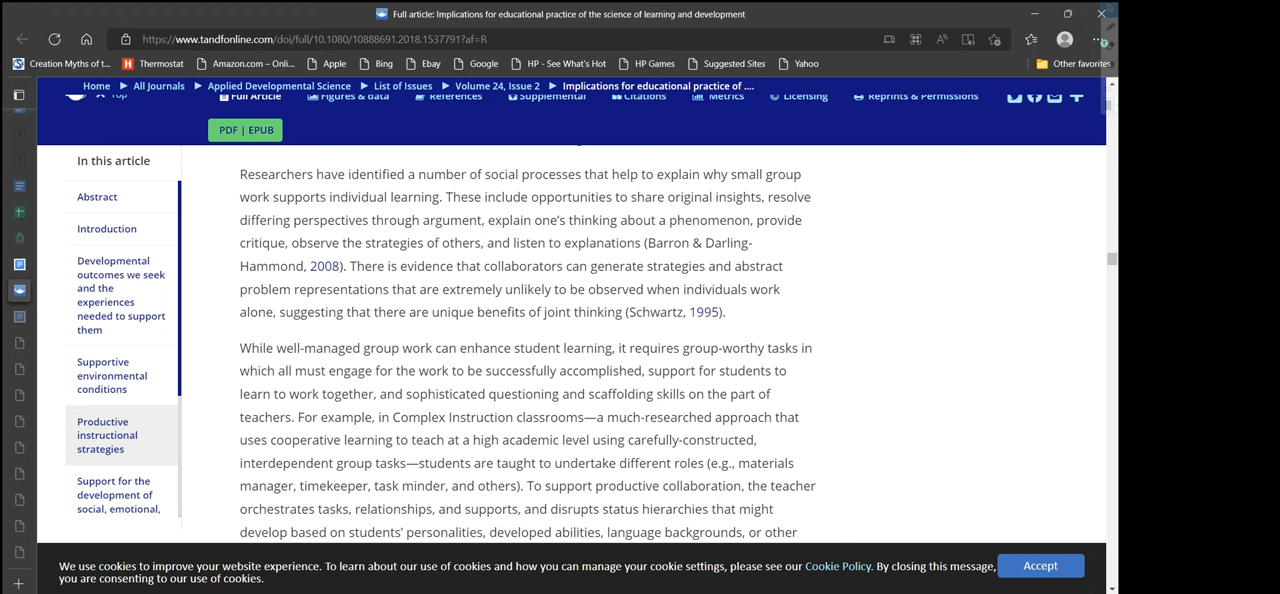 Full article: Implications for educational practice of the science of learning and development
https://www.tandfonline.com/doi/full/10.1080/10888691.2018.1537791?af=R
Creation Myths of t... Thermostat Amazon.com – Onli... Apple Bing Ebay Google HP - See What's Hot HP Games Suggested Sites Yahoo Other favorites
Home All Journals Applied Developmental Science List of Issues Volume 24, Issue 2 Implications for educational practice of ....
Top Full Article Figures & data References Supplemental Citations Metrics Licensing Reprints & Permissions
PDF | EPUB
In this article
Abstract
Introduction
Developmental
outcomes we seek
and the
experiences
needed to support
them
Supportive
environmental
conditions
Productive
instructional
strategies
Support for the
development of
social, emotional,
Researchers have identified a number of social processes that help to explain why small group
work supports individual learning. These include opportunities to share original insights, resolve
differing perspectives through argument, explain one's thinking about a phenomenon, provide
critique, observe the strategies of others, and listen to explanations (Barron & Darling-
Hammond, 2008). There is evidence that collaborators can generate strategies and abstract
problem representations that are extremely unlikely to be observed when individuals work
alone, suggesting that there are unique benefits of joint thinking (Schwartz, 1995).
While well-managed group work can enhance student learning, it requires group-worthy tasks in
which all must engage for the work to be successfully accomplished, support for students to
learn to work together, and sophisticated questioning and scaffolding skills on the part of
teachers. For example, in Complex Instruction classrooms—a much-researched approach that
uses cooperative learning to teach at a high academic level using carefully-constructed,
interdependent group tasks—students are taught to undertake different roles (e.g., materials
manager, timekeeper, task minder, and others). To support productive collaboration, the teacher
orchestrates tasks, relationships, and supports, and disrupts status hierarchies that might
develop based on students' personalities, developed abilities, language backgrounds, or other
We use cookies to improve your website experience. To learn about our use of cookies and how you can manage your cookie settings, please see our Cookie Policy. By closing this message,
you are consenting to our use of cookies.
Accept